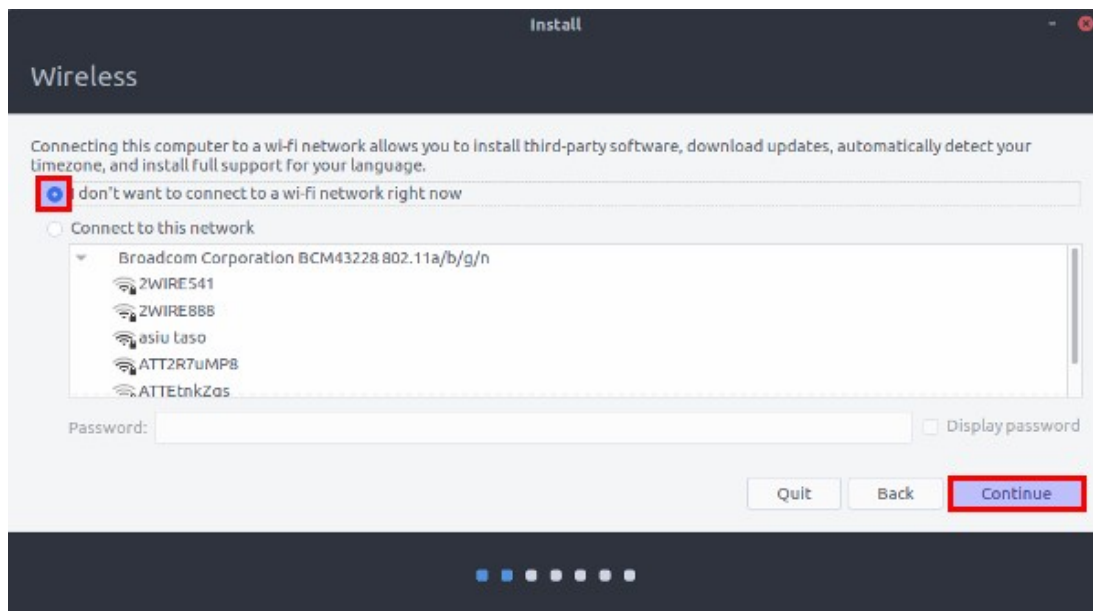 Install
Wireless
Connecting this computer to a wi-fi network allows you to install third-party software, download updates, automatically detect your
timezone, and install full support for your language.
I don't want to connect to a wi-fi network right now
Connect to this network
Broadcom Corporation BCM43228 802.11a/b/g/n
2WIRE541
2WIRE888
asiu taso
ATT2R7uMP8
ATTEtnkZqs
Password:
Display password
Quit
Back
Continue